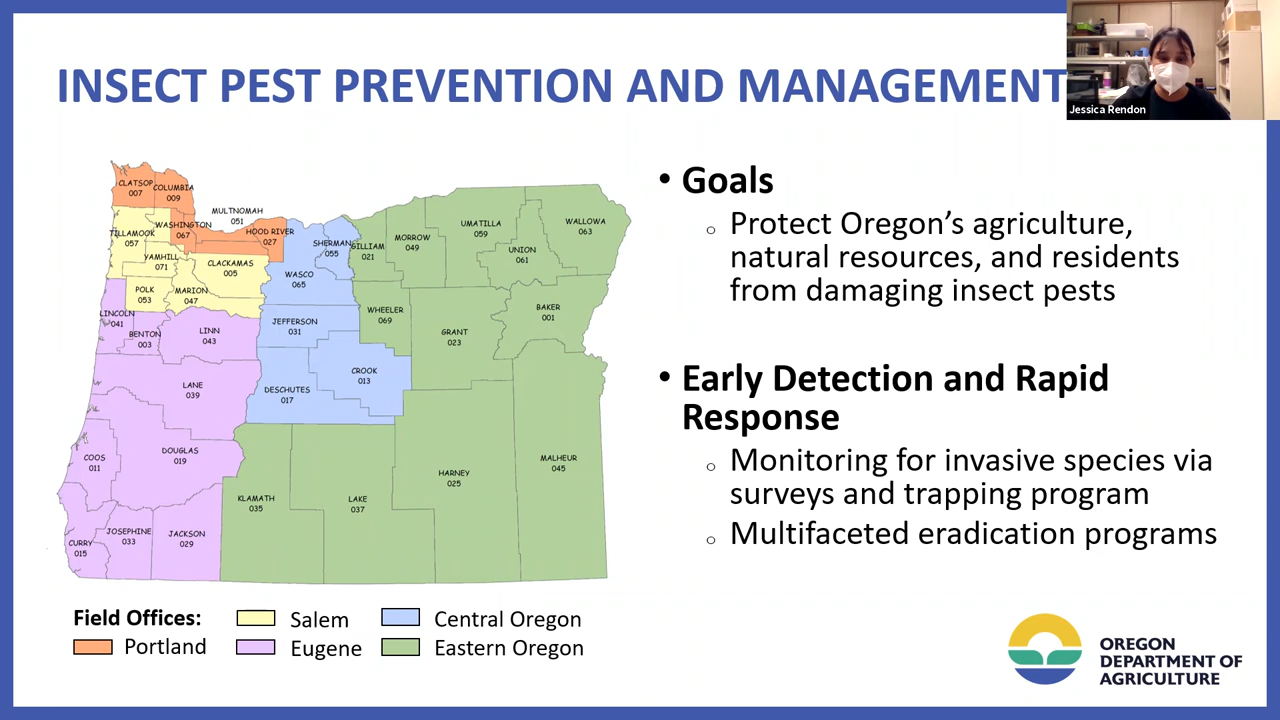 INSECT PEST PREVENTION AND MANAGEMENT
Jessica Rendon
CLATSOP
007
COLUMBIA
009
MULTNOMAH
051
TILLAMOOK
057
WASHINGTON
067
HOOD RIVER
027
SHERMAN
055
GILLIAM
021
MORROW
049
UMATILLA
059
WALLOWA
063
UNION
061
YAMHILL
071
CLACKAMAS
005
WASCO
065
POLK
053
MARION
047
WHEELER
069
BAKER
001
LINCOLN
041
BENTON
003
LINN
043
JEFFERSON
031
GRANT
023
LANE
039
DESCHUTES
017
CROOK
013
COOS
011
DOUGLAS
019
MALHEUR
045
HARNEY
025
KLAMATH
035
LAKE
037
CURRY
015
JOSEPHINE
033
JACKSON
029
Field Offices:
Portland
Salem
Eugene
Central Oregon
Eastern Oregon
• Goals
o Protect Oregon's agriculture,
natural resources, and residents
from damaging insect pests
• Early Detection and Rapid
Response
o Monitoring for invasive species via
surveys and trapping program
o Multifaceted eradication programs
OREGON
DEPARTMENT OF
AGRICULTURE